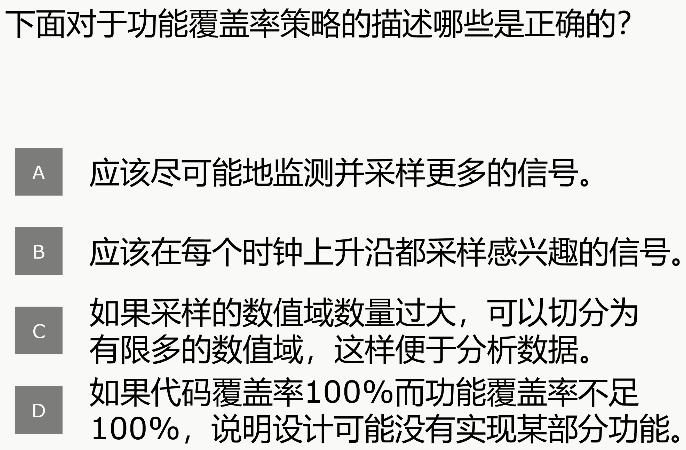 下面对于功能覆盖率策略的描述哪些是正确的?
A 应该尽可能地监测并采样更多的信号。
B 应该在每个时钟上升沿都采样感兴趣的信号。
C 如果采样的数值域数量过大，可以切分为
有限多的数值域，这样便于分析数据。
D 如果代码覆盖率100%而功能覆盖率不足
100%，说明设计可能没有实现某部分功能。